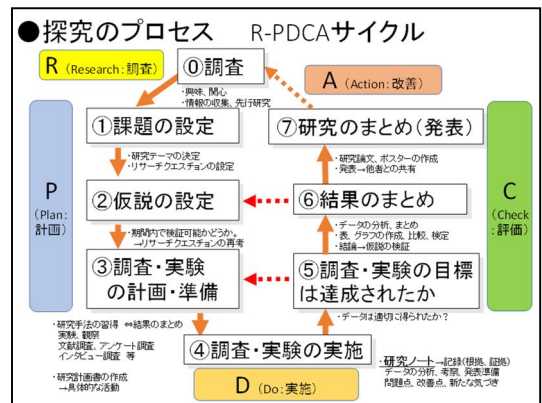 ●探究のプロセス　R-PDCAサイクル
R（Research：調査）
⓪調査
・興味、関心
・情報の収集、先行研究
A（Action：改善）
P
（Plan：
計画）
①課題の設定
・研究テーマの決定
・リサーチクエスチョンの設定
②仮説の設定
・期間内で検証可能かどうか。
→リサーチクエスチョンの再考
③調査・実験
の計画・準備
・研究手法の習得　⇔結果のまとめ
実験、観察
文献調査、アンケート調査
インタビュー調査　等
・研究計画書の作成
→具体的な活動
④調査・実験の実施
D（Do：実施）
・研究ノート→記録（根拠、証拠）
データの分析、考察、発表準備
問題点、改善点、新たな気づき
・データは適切に得られたか？
⑤調査・実験の目標
は達成されたか
・データの分析、まとめ
・表、グラフの作成、比較、検定
・結論→仮説の検証
⑥結果のまとめ
・研究論文、ポスターの作成
・発表→他者との共有
⑦研究のまとめ（発表）
C
（Check
：評価）